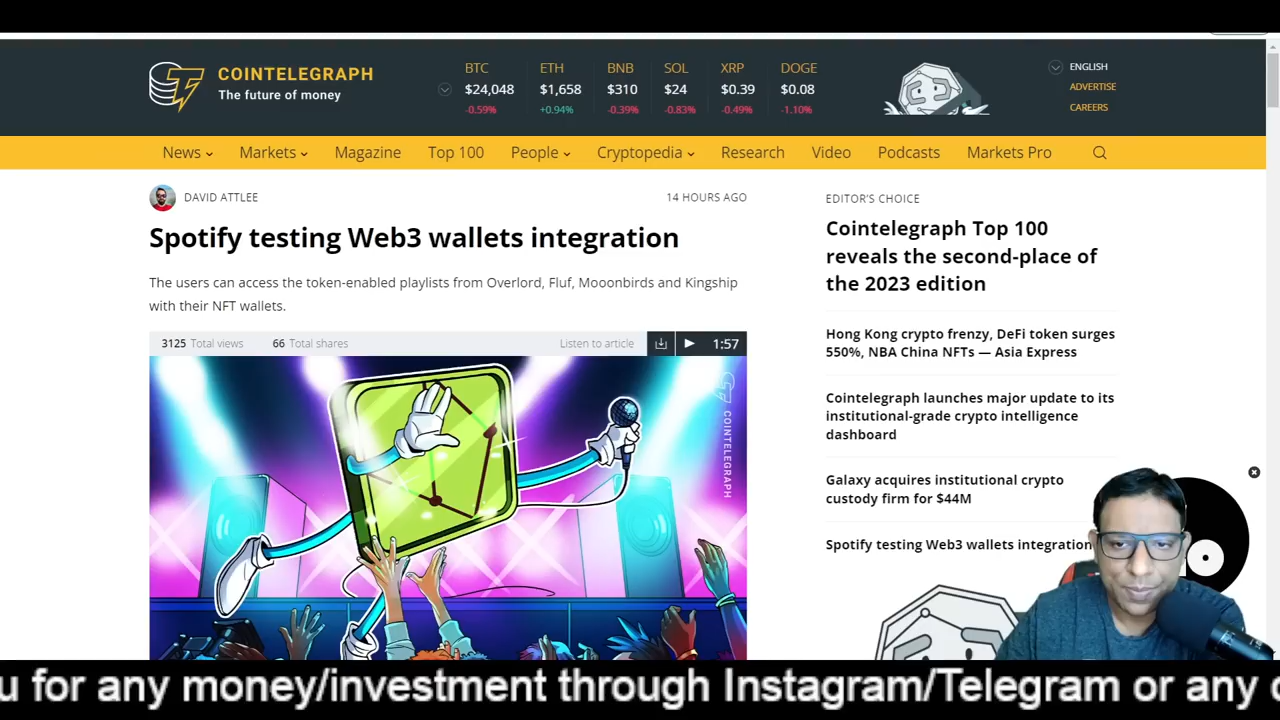 COINTELEGRAPH
The future of money
BTC
$24,048
-0.59%
ETH
$1,658
+0.94%
BNB
$310
-0.39%
SOL
$24
-0.83%
XRP
$0.39
-0.49%
DOGE
$0.08
-1.10%
ENGLISH
ADVERTISE
CAREERS
News Markets Magazine Top 100 People Cryptopedia Research Video Podcasts Markets Pro
DAVID ATTLEE
14 HOURS AGO
Spotify testing Web3 wallets integration
The users can access the token-enabled playlists from Overlord, Fluf, Mooonbirds and Kingship
with their NFT wallets.
3125 Total views 66 Total shares Listen to article 1:57
COINTELEGRAPH
EDITOR'S CHOICE
Cointelegraph Top 100
reveals the second-place of
the 2023 edition
Hong Kong crypto frenzy, DeFi token surges
550%, NBA China NFTs — Asia Express
Cointelegraph launches major update to its
institutional-grade crypto intelligence
dashboard
Galaxy acquires institutional crypto
custody firm for $44M
Spotify testing Web3 wallets integration
for any money/investment through Instagram/Telegram or any